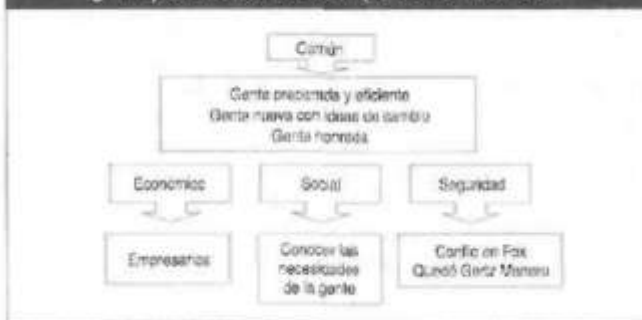 Común
Gente preparada y eficiente
Gente nueva con ideas de cambio
Gente honrada
Económico
Social
Seguridad
Empresarios
Conocer las
necesidades
de la gente
Confío en Fox
Quedó Gertz Manero